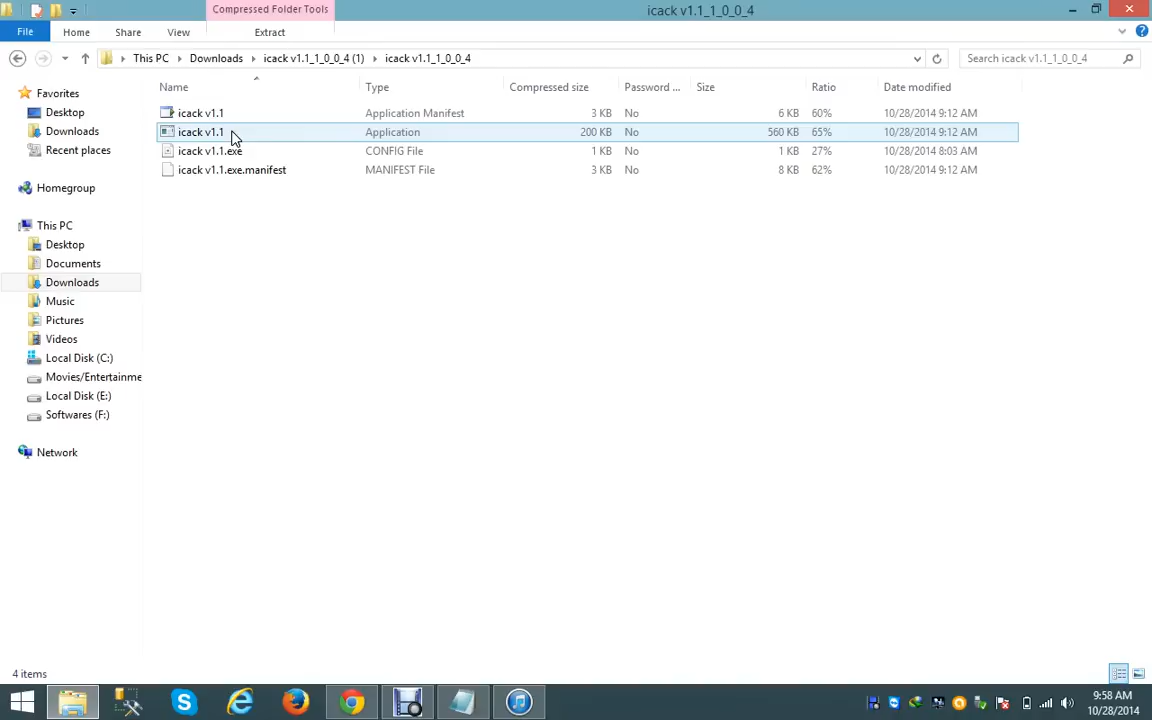 Compressed Folder Tools
icack v1.1_1_0_0_4
File Home Share View Extract
This PC Downloads icack v1.1_1_0_0_4 (1) icack v1.1_1_0_0_4 Search icack v1.1_1_0_0_4
Name Type Compressed size Password ... Size Ratio Date modified
icack v1.1 Application Manifest 3 KB No 6 KB 60% 10/28/2014 9:12 AM
icack v1.1 Application 200 KB No 560 KB 65% 10/28/2014 9:12 AM
icack v1.1.exe CONFIG File 1 KB No 1 KB 27% 10/28/2014 8:03 AM
icack v1.1.exe.manifest MANIFEST File 3 KB No 8 KB 62% 10/28/2014 9:12 AM
Favorites
Desktop
Downloads
Recent places
Homegroup
This PC
Desktop
Documents
Downloads
Music
Pictures
Videos
Local Disk (C:)
Movies/Entertainme
Local Disk (E:)
Softwares (F:)
Network
4 items
9:58 AM
10/28/2014